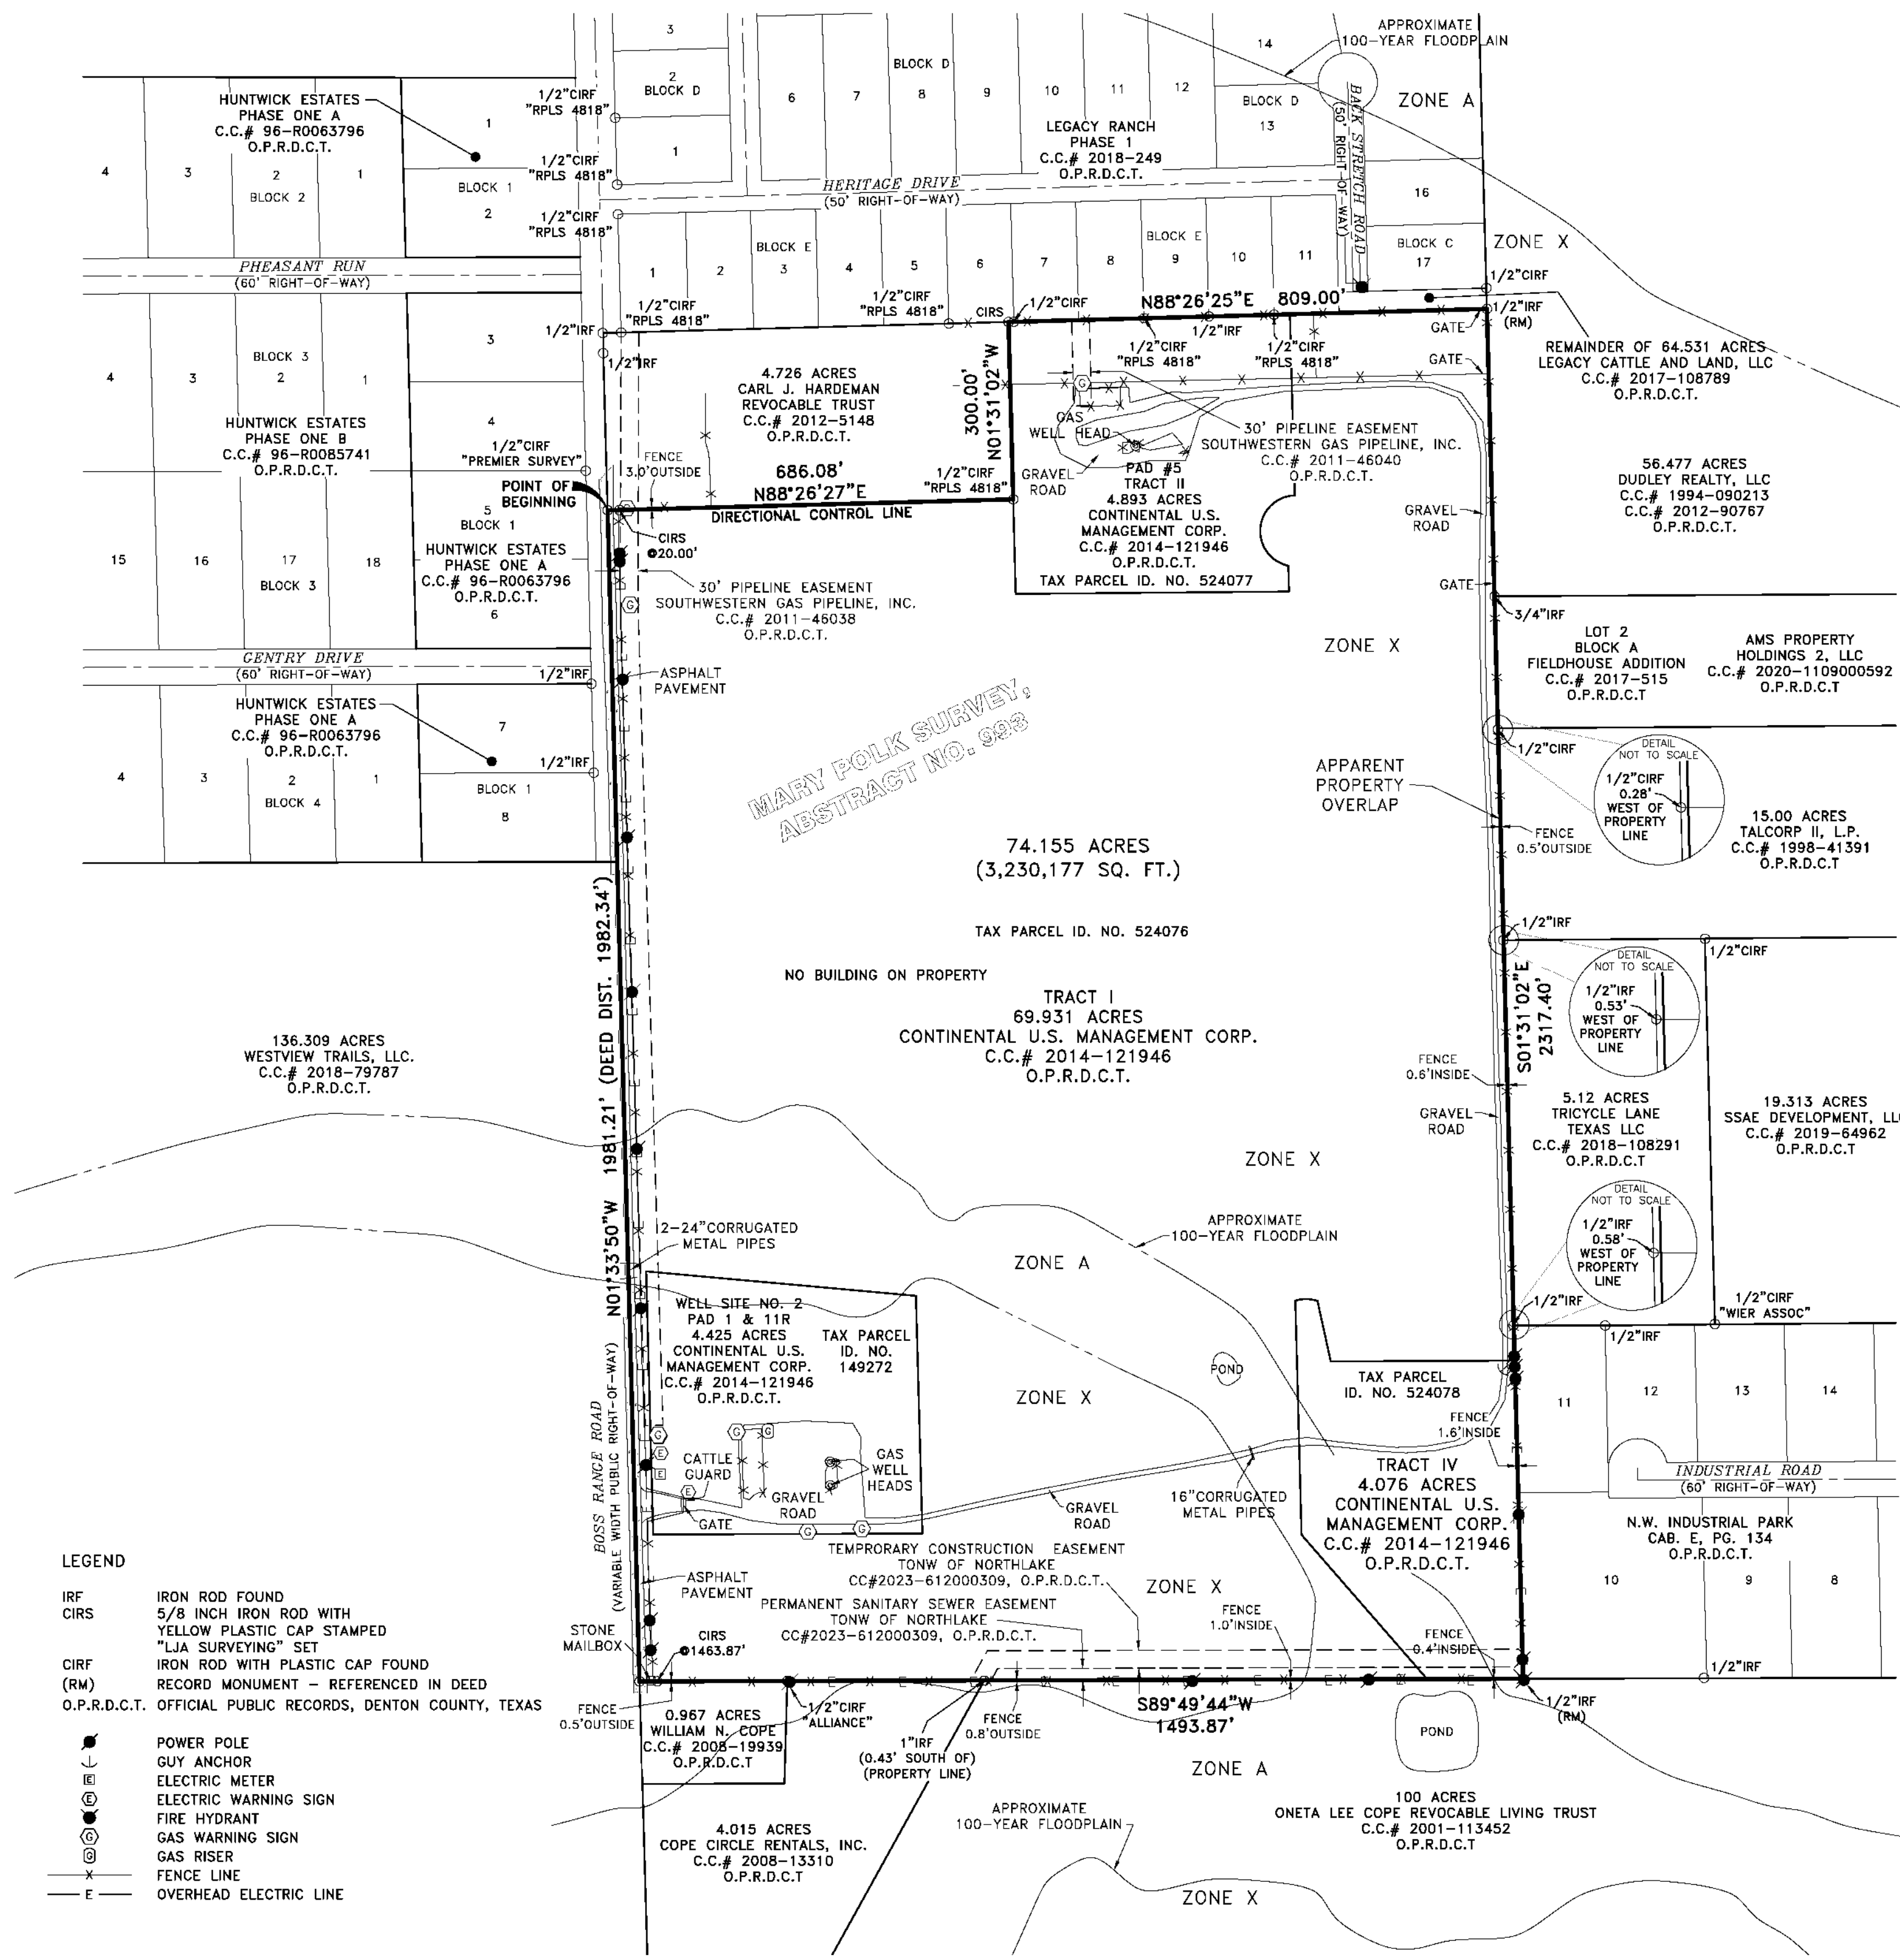 APPROXIMATE
100-YEAR FLOODPLAIN
ZONE A
ZONE X
3
2
BLOCK D
1
6
7
BLOCK D
8
9
10
11
12
14
BLOCK D
13
LEGACY RANCH
PHASE 1
C.C.# 2018-249
O.P.R.D.C.T.
BACK STRETCH ROAD
(50' RIGHT-OF-WAY)
16
BLOCK C
17
HERITAGE DRIVE
(50' RIGHT-OF-WAY)
BLOCK E
1
2
3
4
5
6
7
8
BLOCK E
9
10
11
HUNTWICK ESTATES
PHASE ONE A
C.C.# 96-R0063796
O.P.R.D.C.T.
4
3
2
BLOCK 2
1
1
BLOCK 1
2
1/2"CIRF
"RPLS 4818"
1/2"CIRF
"RPLS 4818"
1/2"CIRF
"RPLS 4818"
PHEASANT RUN
(60' RIGHT-OF-WAY)
1/2"IRF
1/2"CIRF
"RPLS 4818"
1/2"IRF
1/2"CIRF
"RPLS 4818"
CIRS
1/2"CIRF
N88°26'25"E 809.00'
1/2"CIRF
"RPLS 4818"
1/2"IRF
1/2"CIRF
"RPLS 4818"
1/2"CIRF
1/2"IRF
(RM)
GATE
GATE
REMAINDER OF 64.531 ACRES
LEGACY CATTLE AND LAND, LLC
C.C.# 2017-108789
O.P.R.D.C.T.
BLOCK 3
4
3
2
1
3
4
HUNTWICK ESTATES
PHASE ONE B
C.C.# 96-R0085741
O.P.R.D.C.T.
1/2"CIRF
"PREMIER SURVEY"
POINT OF
BEGINNING
5
BLOCK 1
HUNTWICK ESTATES
PHASE ONE A
C.C.# 96-R0063796
O.P.R.D.C.T.
6
15
16
17
18
BLOCK 3
4.726 ACRES
CARL J. HARDEMAN
REVOCABLE TRUST
C.C.# 2012-5148
O.P.R.D.C.T.
FENCE
3.0'OUTSIDE
686.08'
N88°26'27"E
DIRECTIONAL CONTROL LINE
1/2"CIRF
"RPLS 4818"
300.00'
N01°31'02"W
CIRS
@20.00'
30' PIPELINE EASEMENT
SOUTHWESTERN GAS PIPELINE, INC.
C.C.# 2011-46038
O.P.R.D.C.T.
G
GAS
WELL HEAD
GRAVEL
ROAD
30' PIPELINE EASEMENT
SOUTHWESTERN GAS PIPELINE, INC.
C.C.# 2011-46040
O.P.R.D.C.T.
PAD #5
TRACT II
4.893 ACRES
CONTINENTAL U.S.
MANAGEMENT CORP.
C.C.# 2014-121946
O.P.R.D.C.T.
TAX PARCEL ID. NO. 524077
GRAVEL
ROAD
GATE
56.477 ACRES
DUDLEY REALTY, LLC
C.C.# 1994-090213
C.C.# 2012-90767
O.P.R.D.C.T.
3/4"IRF
ZONE X
LOT 2
BLOCK A
FIELDHOUSE ADDITION
C.C.# 2017-515
O.P.R.D.C.T
AMS PROPERTY
HOLDINGS 2, LLC
C.C.# 2020-1109000592
O.P.R.D.C.T
GENTRY DRIVE
(60' RIGHT-OF-WAY)
1/2"IRF
ASPHALT
PAVEMENT
HUNTWICK ESTATES
PHASE ONE A
C.C.# 96-R0063796
O.P.R.D.C.T.
4
3
2
BLOCK 4
1
7
BLOCK 1
8
1/2"IRF
MARY POLK SURVEY,
ABSTRACT NO. 993
1/2"CIRF
DETAIL
NOT TO SCALE
1/2"CIRF
0.28'
WEST OF
PROPERTY
LINE
APPARENT
PROPERTY
OVERLAP
FENCE
0.5'OUTSIDE
15.00 ACRES
TALCORP II, L.P.
C.C.# 1998-41391
O.P.R.D.C.T
74.155 ACRES
(3,230,177 SQ. FT.)
TAX PARCEL ID. NO. 524076
NO BUILDING ON PROPERTY
TRACT I
69.931 ACRES
CONTINENTAL U.S. MANAGEMENT CORP.
C.C.# 2014-121946
O.P.R.D.C.T.
1/2"IRF
1/2"CIRF
DETAIL
NOT TO SCALE
1/2"IRF
0.53'
WEST OF
PROPERTY
LINE
S01°31'02"E
2317.40'
N01°33'50"W 1981.21' (DEED DIST. 1982.34')
136.309 ACRES
WESTVIEW TRAILS, LLC.
C.C.# 2018-79787
O.P.R.D.C.T.
FENCE
0.6'INSIDE
GRAVEL
ROAD
5.12 ACRES
TRICYCLE LANE
TEXAS LLC
C.C.# 2018-108291
O.P.R.D.C.T
19.313 ACRES
SSAE DEVELOPMENT, LL
C.C.# 2019-64962
O.P.R.D.C.T
ZONE X
DETAIL
NOT TO SCALE
1/2"IRF
0.58'
WEST OF
PROPERTY
LINE
2-24"CORRUGATED
METAL PIPES
APPROXIMATE
100-YEAR FLOODPLAIN
ZONE A
1/2"IRF
1/2"CIRF
"WIER ASSOC"
1/2"IRF
WELL SITE NO. 2
PAD 1 & 11R
4.425 ACRES
CONTINENTAL U.S.
MANAGEMENT CORP.
C.C.# 2014-121946
O.P.R.D.C.T.
TAX PARCEL
ID. NO.
149272
ZONE X
POND
TAX PARCEL
ID. NO. 524078
11
12
13
14
FENCE
1.6'INSIDE
G
E
E
G
G
CATTLE
GUARD
E
GATE
GRAVEL
ROAD
GAS
WELL
HEADS
G
G
GRAVEL
ROAD
16"CORRUGATED
METAL PIPES
TRACT IV
4.076 ACRES
CONTINENTAL U.S.
MANAGEMENT CORP.
C.C.# 2014-121946
O.P.R.D.C.T.
INDUSTRIAL ROAD
(60' RIGHT-OF-WAY)
N.W. INDUSTRIAL PARK
CAB. E, PG. 134
O.P.R.D.C.T.
10
9
8
BOSS RANGE ROAD
(VARIABLE WIDTH PUBLIC RIGHT-OF-WAY)
ASPHALT
PAVEMENT
TEMPRORARY CONSTRUCTION EASEMENT
TONW OF NORTHLAKE
CC#2023-612000309, O.P.R.D.C.T.
PERMANENT SANITARY SEWER EASEMENT
TONW OF NORTHLAKE
CC#2023-612000309, O.P.R.D.C.T.
ZONE X
FENCE
1.0'INSIDE
FENCE
0.4'INSIDE
STONE
MAILBOX
CIRS
@1463.87'
FENCE
0.5'OUTSIDE
0.967 ACRES
WILLIAM N. COPE
C.C.# 2008-19939
O.P.R.D.C.T
1/2"CIRF
"ALLIANCE"
1"IRF
(0.43' SOUTH OF)
(PROPERTY LINE)
FENCE
0.8'OUTSIDE
S89°49'44"W
1493.87'
1/2"IRF
(RM)
1/2"IRF
POND
ZONE A
100 ACRES
ONETA LEE COPE REVOCABLE LIVING TRUST
C.C.# 2001-113452
O.P.R.D.C.T
4.015 ACRES
COPE CIRCLE RENTALS, INC.
C.C.# 2008-13310
O.P.R.D.C.T
APPROXIMATE
100-YEAR FLOODPLAIN
ZONE X
LEGEND
IRF IRON ROD FOUND
CIRS 5/8 INCH IRON ROD WITH
YELLOW PLASTIC CAP STAMPED
"LJA SURVEYING" SET
CIRF IRON ROD WITH PLASTIC CAP FOUND
(RM) RECORD MONUMENT - REFERENCED IN DEED
O.P.R.D.C.T. OFFICIAL PUBLIC RECORDS, DENTON COUNTY, TEXAS
POWER POLE
GUY ANCHOR
E ELECTRIC METER
E ELECTRIC WARNING SIGN
FIRE HYDRANT
G GAS WARNING SIGN
G GAS RISER
X FENCE LINE
E OVERHEAD ELECTRIC LINE